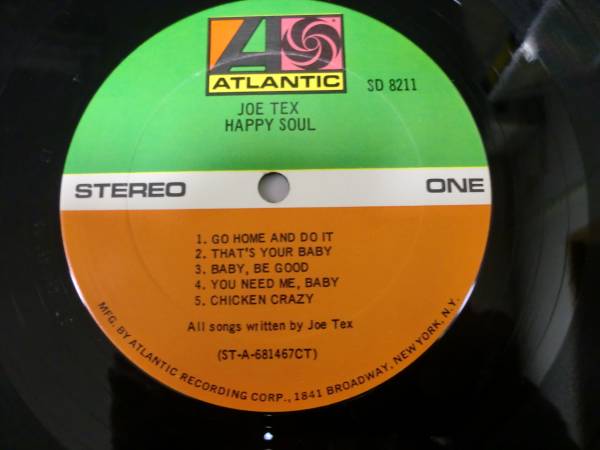 ATLANTIC
SD 8211
JOE TEX
HAPPY SOUL
STEREO
ONE
1. GO HOME AND DO IT
2. THAT'S YOUR BABY
3. BABY, BE GOOD
4. YOU NEED ME, BABY
5. CHICKEN CRAZY
All songs written by Joe Tex
(ST-A-681467CT)
MFG. BY ATLANTIC RECORDING CORP., 1841 BROADWAY, NEW YORK, N.Y.